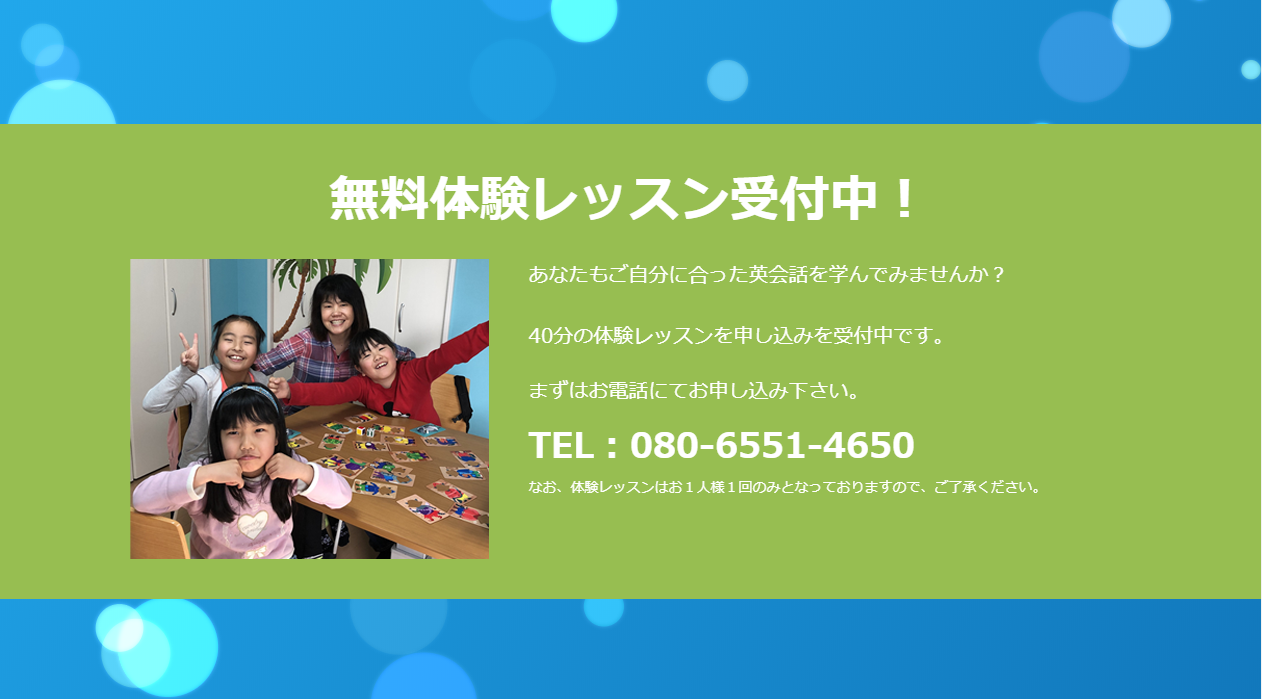 無料体験レッスン受付中！
あなたもご自分に合った英会話を学んでみませんか？
40分の体験レッスンを申し込みを受付中です。
まずはお電話にてお申し込み下さい。
TEL：080-6551-4650
なお、体験レッスンはお１人様１回のみとなっておりますので、ご了承ください。